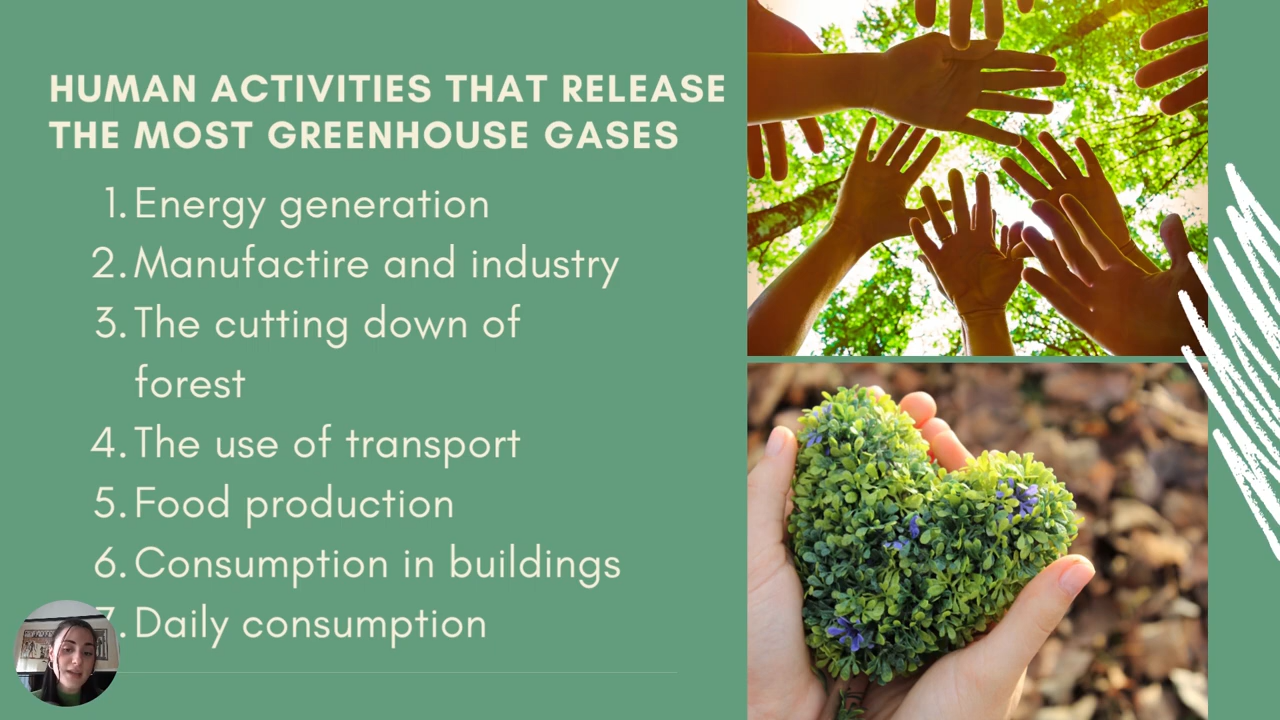 HUMAN ACTIVITIES THAT RELEASE
THE MOST GREENHOUSE GASES
1. Energy generation
2. Manufactire and industry
3. The cutting down of
forest
4. The use of transport
5. Food production
6. Consumption in buildings
7. Daily consumption